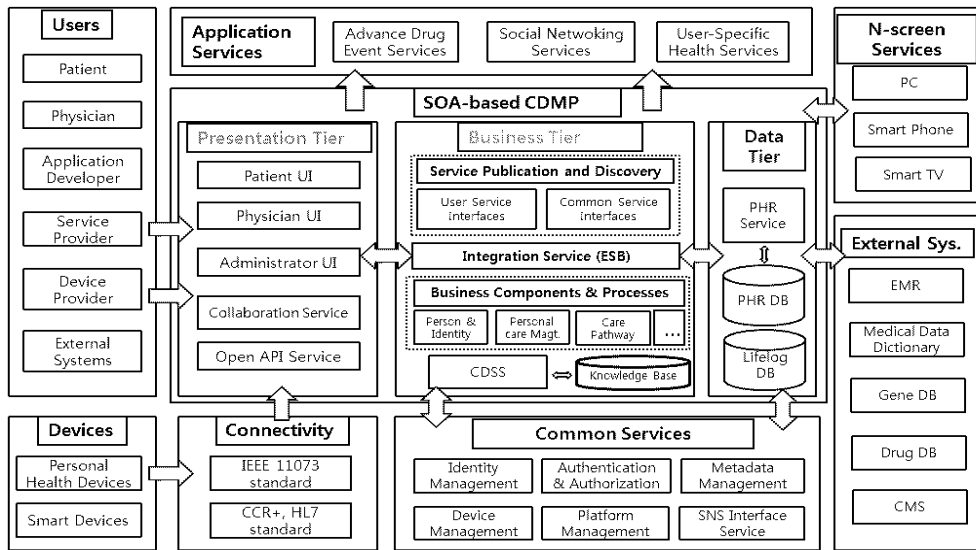 Users
Patient
Physician
Application
Developer
Service
Provider
Device
Provider
External
Systems
Application
Services
Advance Drug
Event Services
Social Netwoking
Services
User-Specific
Health Services
SOA-based CDMP
Presentation Tier
Patient UI
Physician UI
Administrator UI
Collaboration Service
Open API Service
Business Tier
Service Publication and Discovery
User Service
Interfaces
Common Service
Interfaces
Integration Service (ESB)
Business Components & Processes
Person &
Identity
Personal
care Magt.
Care
Pathway
...
CDSS
Knowledge Base
Data
Tier
PHR
Service
PHR DB
Lifelog
DB
N-screen
Services
PC
Smart Phone
Smart TV
External Sys.
EMR
Medical Data
Dictionary
Gene DB
Drug DB
CMS
Devices
Personal
Health Devices
Smart Devices
Connectivity
IEEE 11073
standard
CCR+, HL7
standard
Common Services
Identity
Management
Authentication
& Authorization
Metadata
Management
Device
Management
Platform
Management
SNS Interface
Service